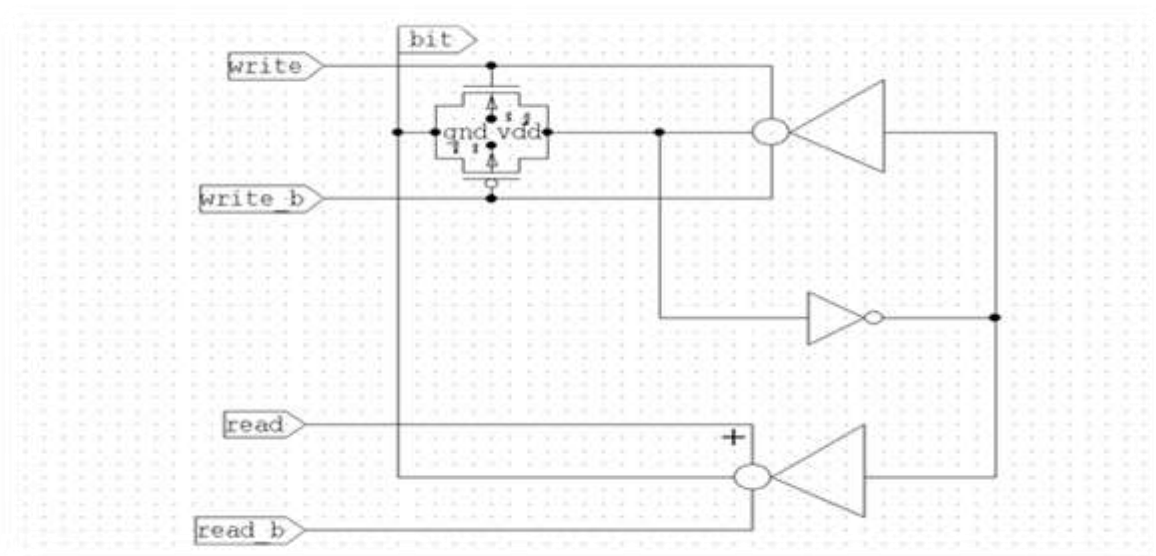 bit
write
gnd vdd
write_b
read
read_b